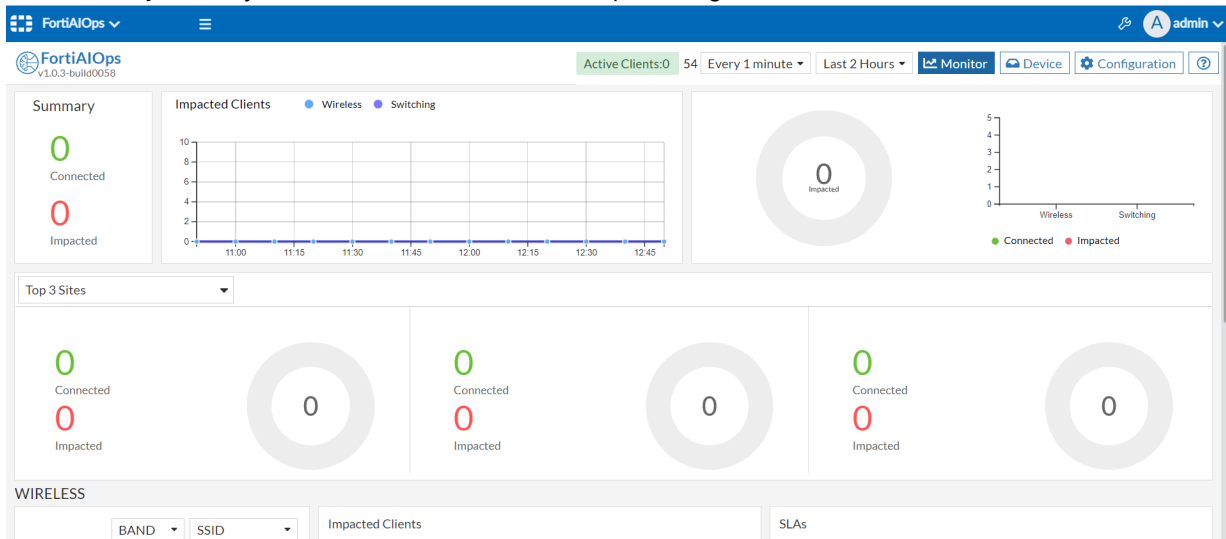 FortiAIOps
admin
A
FortiAIOps
v1.0.3-build0058
Active Clients:0 54 Every 1 minute Last 2 Hours Monitor Device Configuration
Summary
0
Connected
0
Impacted
Impacted Clients Wireless Switching
10
8
6
4
2
0
11:00 11:15 11:30 11:45 12:00 12:15 12:30 12:45
0
Impacted
5
4
3
2
1
0
Wireless Switching
Connected Impacted
Top 3 Sites
0
Connected
0
Impacted
0
0
Connected
0
Impacted
0
0
Connected
0
Impacted
0
WIRELESS
BAND SSID
Impacted Clients
SLAs